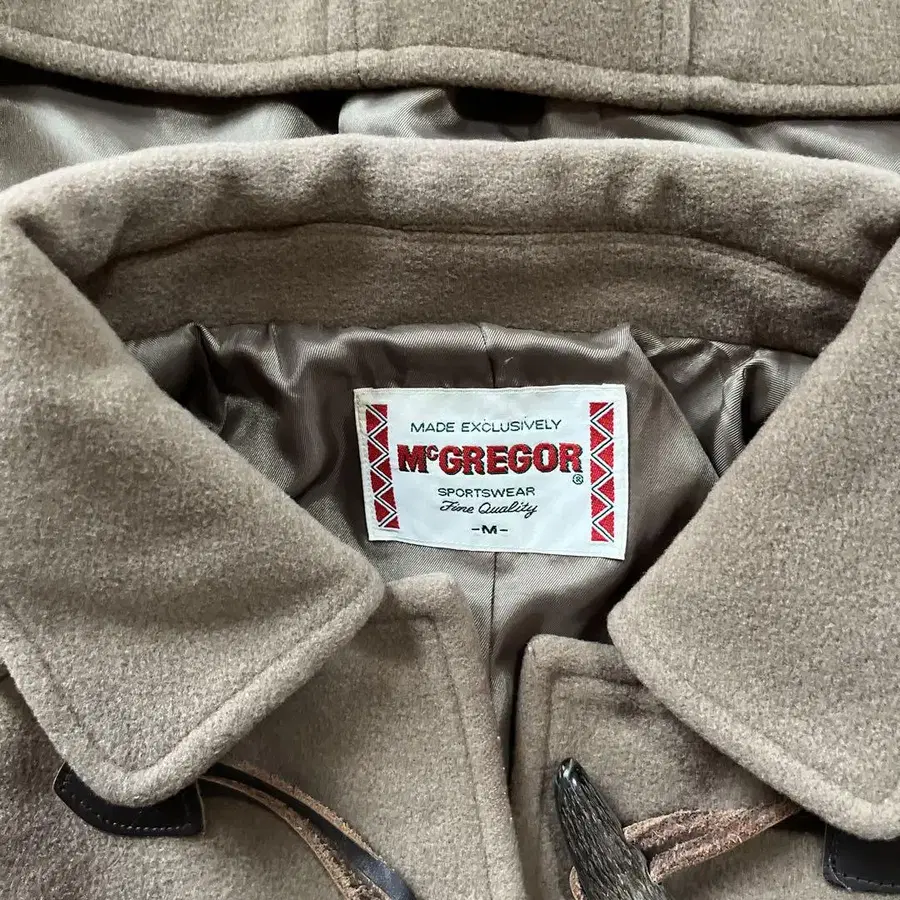 MADE EXCLUSIVELY
McGREGOR®
SPORTSWEAR
Fine Quality
-M-